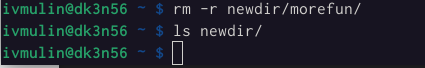 ivmulin@dk3n56 ~ $ rm -r newdir/morefun/
ivmulin@dk3n56 ~ $ ls newdir/
ivmulin@dk3n56 ~ $